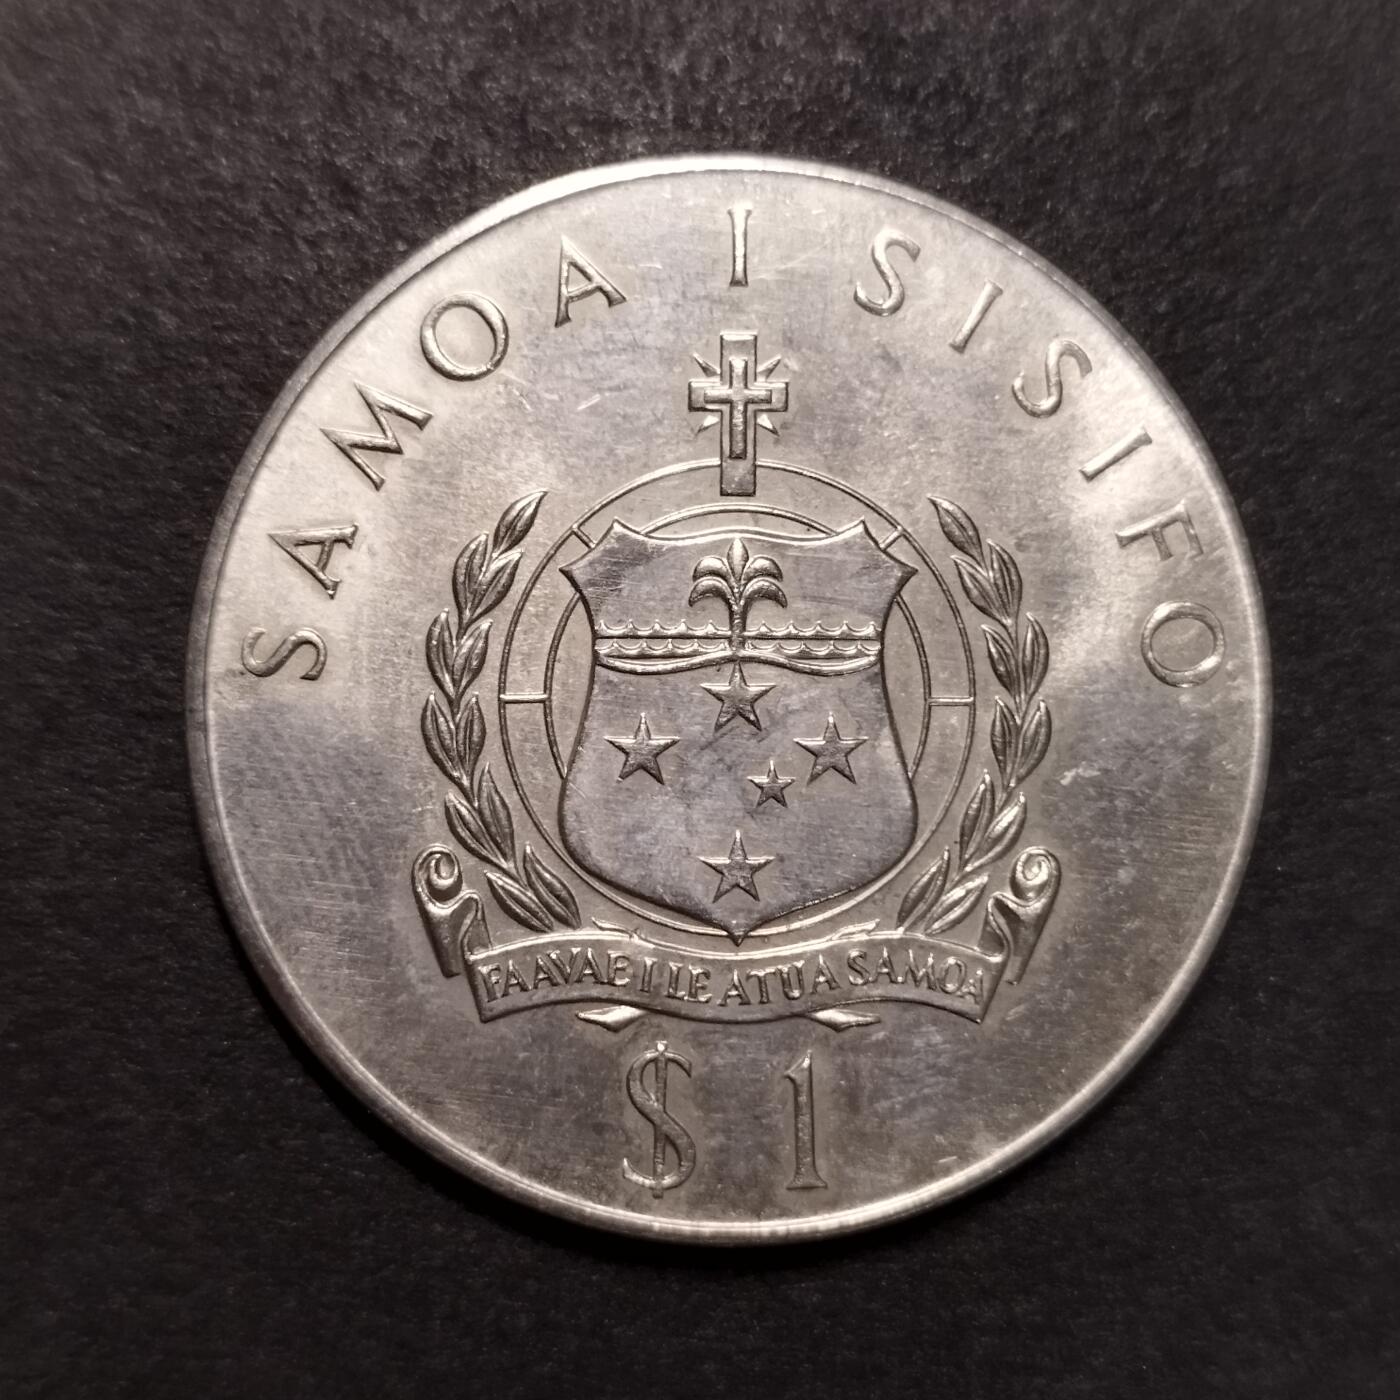 SAMOA I SISIFO
FAAVAE I LE ATUA SAMOA
$ 1